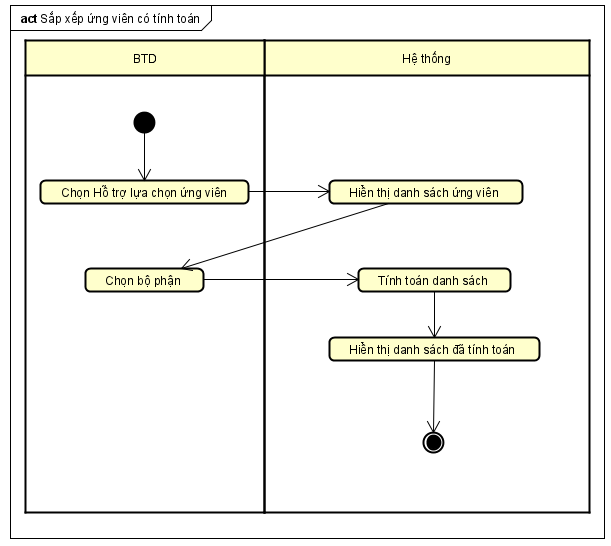 act Sắp xếp ứng viên có tính toán
BTD
Hệ thống
Chọn Hỗ trợ lựa chọn ứng viên
Hiển thị danh sách ứng viên
Chọn bộ phận
Tính toán danh sách
Hiển thị danh sách đã tính toán